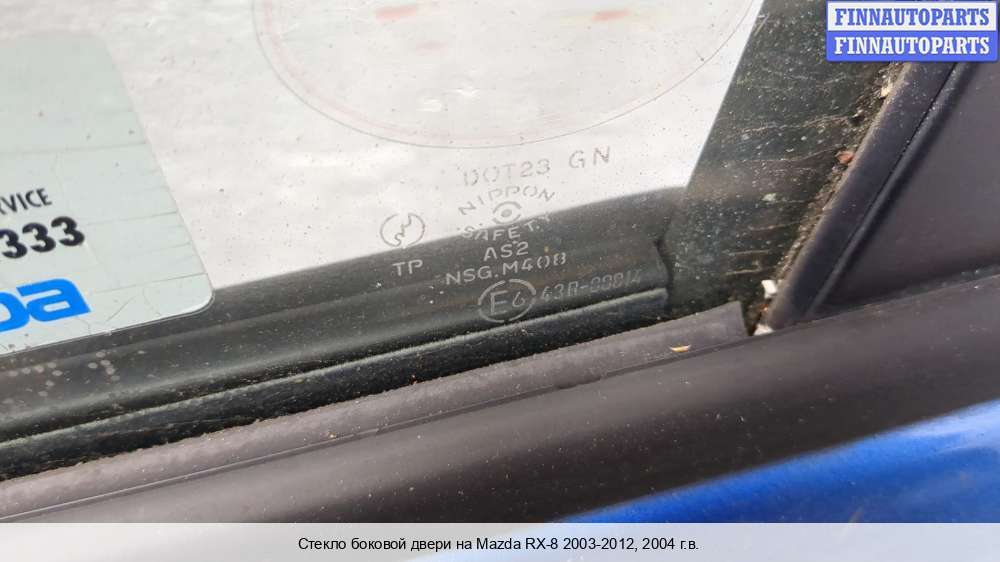 FINNAUTOPARTS
FINNAUTOPARTS
DOT23 GN
NIPPON
SAFETY
TP
AS2
NSG.M408
E6
333
Стекло боковой двери на Mazda RX-8 2003-2012, 2004 г.в.